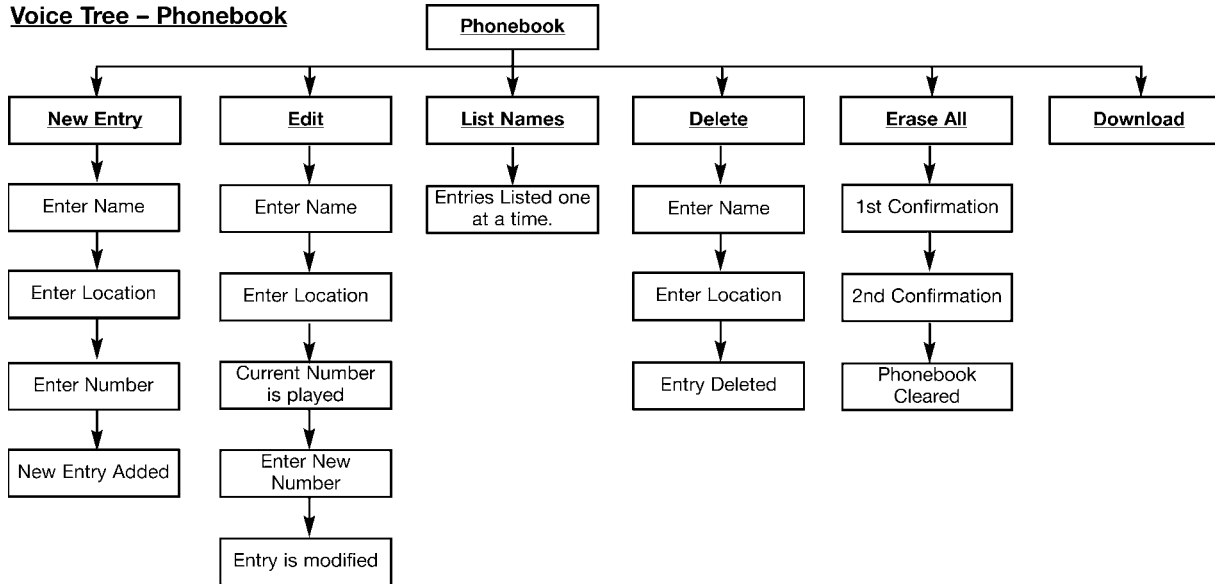 Voice Tree – Phonebook
Phonebook
New Entry
Edit
List Names
Delete
Erase All
Download
Enter Name
Enter Name
Entries Listed one
at a time.
Enter Name
1st Confirmation
Enter Location
Enter Location
Enter Location
2nd Confirmation
Enter Number
Current Number
is played
Entry Deleted
Phonebook
Cleared
New Entry Added
Enter New
Number
Entry is modified